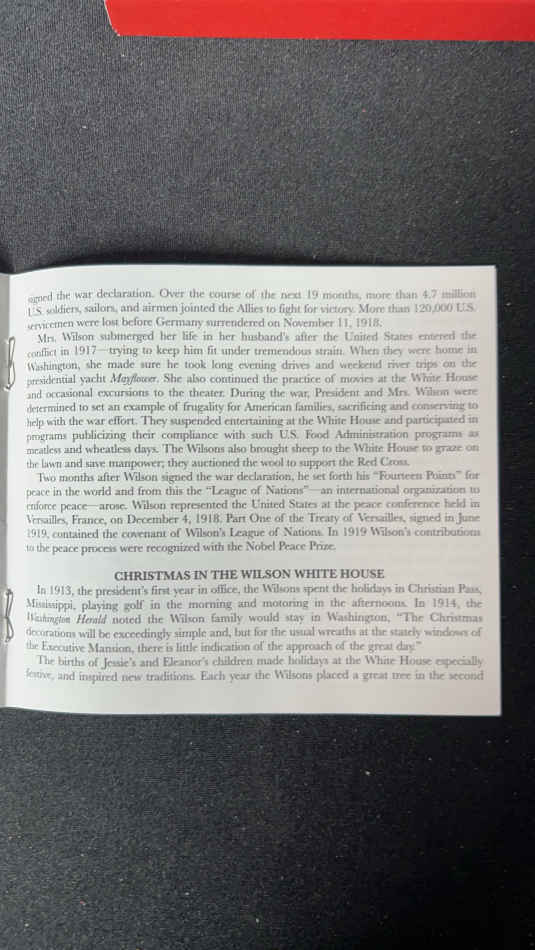 signed the war declaration. Over the course of the next 19 months, more than 4.7 million
U.S. soldiers, sailors, and airmen jointed the Allies to fight for victory. More than 120,000 U.S.
servicemen were lost before Germany surrendered on November 11, 1918.
Mrs. Wilson submerged her life in her husband's after the United States entered the
conflict in 1917—trying to keep him fit under tremendous strain. When they were home in
Washington, she made sure he took long evening drives and weekend river trips on the
presidential yacht Mayflower. She also continued the practice of movies at the White House
and occasional excursions to the theater. During the war, President and Mrs. Wilson were
determined to set an example of frugality for American families, sacrificing and conserving to
help with the war effort. They suspended entertaining at the White House and participated in
programs publicizing their compliance with such U.S. Food Administration programs as
meatless and wheatless days. The Wilsons also brought sheep to the White House to graze on
the lawn and save manpower; they auctioned the wool to support the Red Cross.
Two months after Wilson signed the war declaration, he set forth his “Fourteen Points” for
peace in the world and from this the “League of Nations”—an international organization to
enforce peace—arose. Wilson represented the United States at the peace conference held in
Versailles, France, on December 4, 1918. Part One of the Treaty of Versailles, signed in June
1919, contained the covenant of Wilson's League of Nations. In 1919 Wilson's contributions
to the peace process were recognized with the Nobel Peace Prize.
CHRISTMAS IN THE WILSON WHITE HOUSE
In 1913, the president's first year in office, the Wilsons spent the holidays in Christian Pass,
Mississippi, playing golf in the morning and motoring in the afternoons. In 1914, the
Washington Herald noted the Wilson family would stay in Washington, “The Christmas
decorations will be exceedingly simple and, but for the usual wreaths at the stately windows of
the Executive Mansion, there is little indication of the approach of the great day.”
The births of Jessie's and Eleanor's children made holidays at the White House especially
festive, and inspired new traditions. Each year the Wilsons placed a great tree in the second